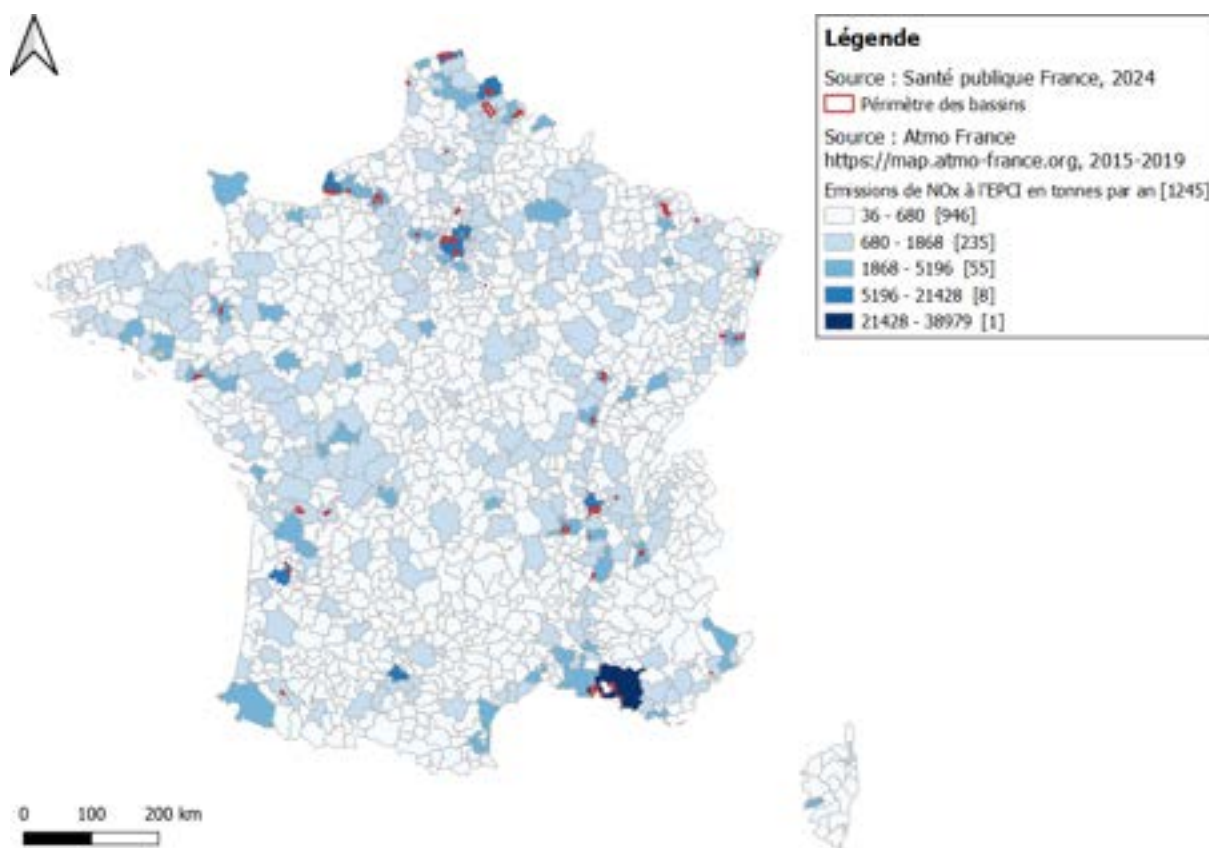 Légende
Source : Santé publique France, 2024
Périmètre des bassins
Source : Atmo France
https://map.atmo-france.org, 2015-2019
Emissions de NOx à l'EPCI en tonnes par an [1245]
36 - 680 [946]
680 - 1868 [235]
1868 - 5196 [55]
5196 - 21428 [8]
21428 - 38979 [1]
0 100 200 km